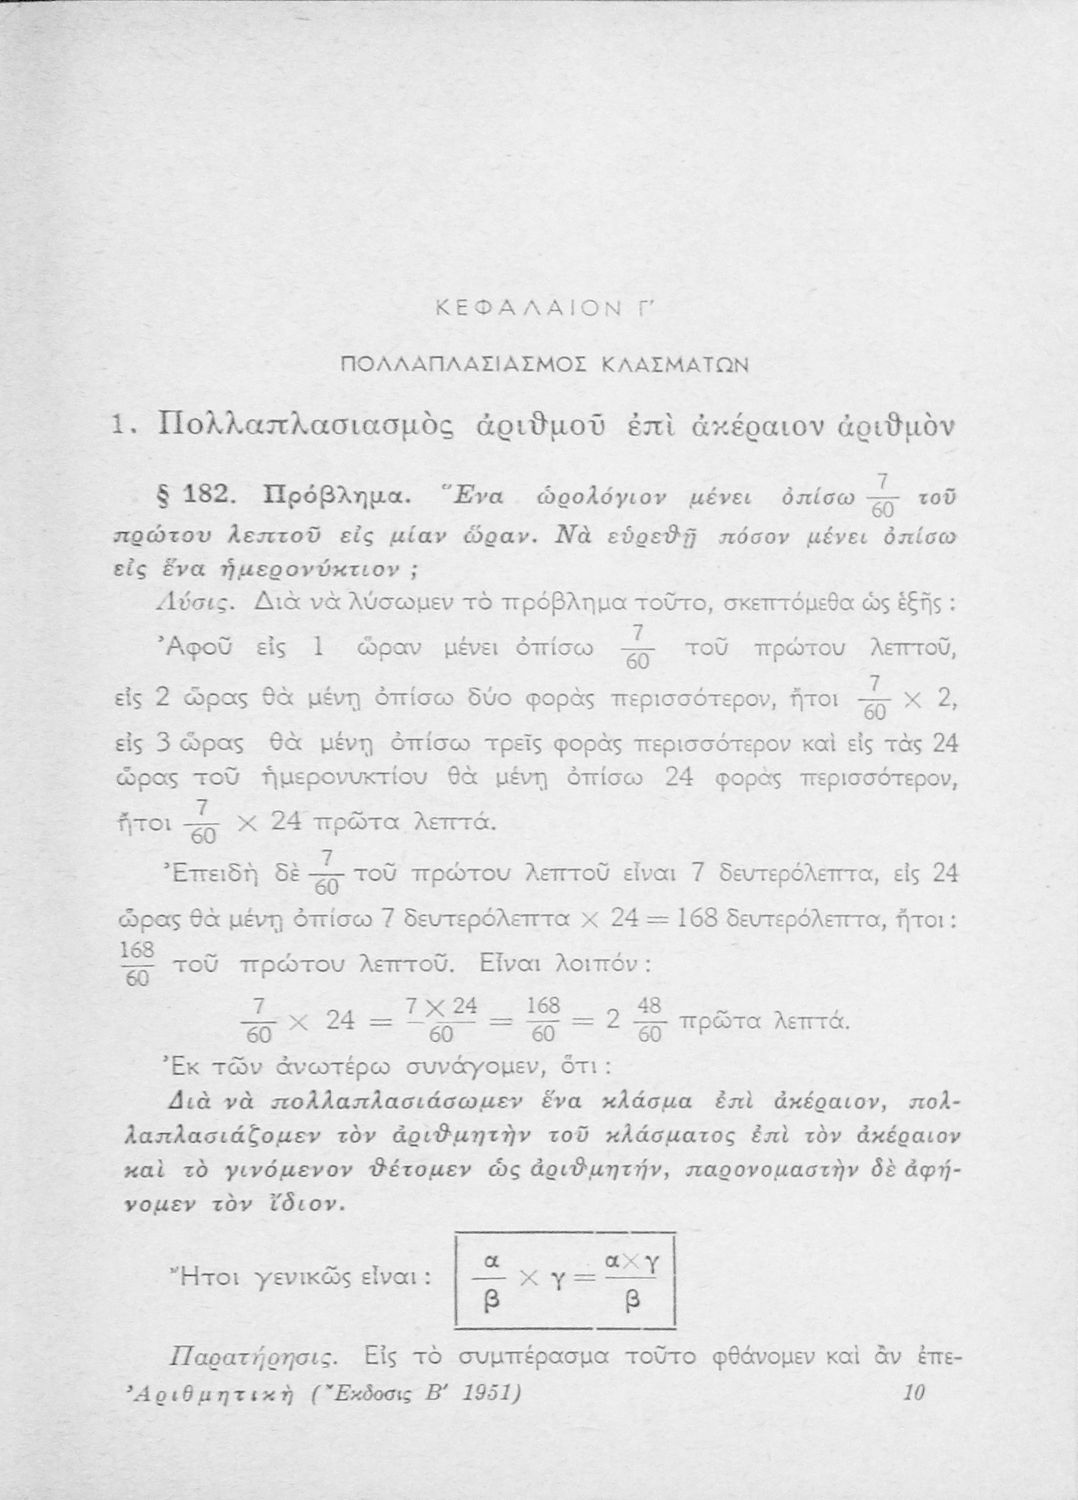 ΚΕΦΑΛΑΙΟΝ Γ′
ΠΟΛΛΑΠΛΑΣΙΑΣΜΟΣ ΚΛΑΣΜΑΤΩΝ
1. Πολλαπλασιασμὸς ἀριθμοῦ ἐπὶ ἀκέραιον ἀριθμὸν
§ 182. Πρόβλημα. Ἕνα ὡρολόγιον μένει ὀπίσω 7/60 τοῦ
πρώτου λεπτοῦ εἰς μίαν ὥραν. Νὰ εὑρεθῇ πόσον μένει ὀπίσω
εἰς ἕνα ἡμερονύκτιον ;
Λύσις. Διὰ νὰ λύσωμεν τὸ πρόβλημα τοῦτο, σκεπτόμεθα ὡς ἑξῆς :
Ἀφοῦ εἰς 1 ὥραν μένει ὀπίσω 7/60 τοῦ πρώτου λεπτοῦ,
εἰς 2 ὥρας θὰ μένῃ ὀπίσω δύο φορὰς περισσότερον, ἤτοι 7/60 × 2,
εἰς 3 ὥρας θὰ μένῃ ὀπίσω τρεῖς φορὰς περισσότερον καὶ εἰς τὰς 24
ὥρας τοῦ ἡμερονυκτίου θὰ μένῃ ὀπίσω 24 φορὰς περισσότερον,
ἤτοι 7/60 × 24 πρῶτα λεπτά.
Ἐπειδὴ δὲ 7/60 τοῦ πρώτου λεπτοῦ εἶναι 7 δευτερόλεπτα, εἰς 24
ὥρας θὰ μένῃ ὀπίσω 7 δευτερόλεπτα × 24 = 168 δευτερόλεπτα, ἤτοι :
168/60 τοῦ πρώτου λεπτοῦ. Εἶναι λοιπόν :
7/60 × 24 = 7 × 24/60 = 168/60 = 2 48/60 πρῶτα λεπτά.
Ἐκ τῶν ἀνωτέρω συνάγομεν, ὅτι :
Διὰ νὰ πολλαπλασιάσωμεν ἕνα κλάσμα ἐπὶ ἀκέραιον, πολ-
λαπλασιάζομεν τὸν ἀριθμητὴν τοῦ κλάσματος ἐπὶ τὸν ἀκέραιον
καὶ τὸ γινόμενον θέτομεν ὡς ἀριθμητήν, παρονομαστὴν δὲ ἀφή-
νομεν τὸν ἴδιον.
Ἤτοι γενικῶς εἶναι : α/β × γ = α×γ/β
Παρατήρησις. Εἰς τὸ συμπέρασμα τοῦτο φθάνομεν καὶ ἂν ἐπε-
Ἀριθμητικὴ (Ἔκδοσις Β′ 1951) 10